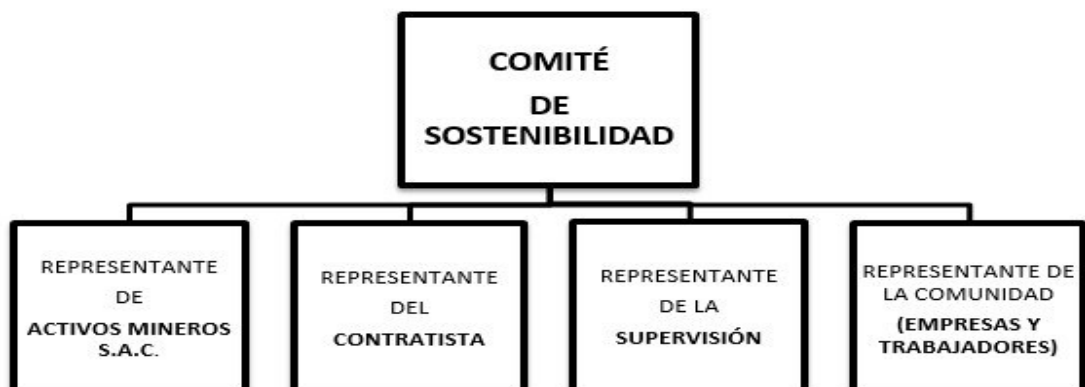 COMITÉ
DE
SOSTENIBILIDAD
REPRESENTANTE
DE
ACTIVOS MINEROS
S.A.C.
REPRESENTANTE
DEL
CONTRATISTA
REPRESENTANTE
DE LA
SUPERVISIÓN
REPRESENTANTE DE
LA COMUNIDAD
(EMPRESAS Y
TRABAJADORES)